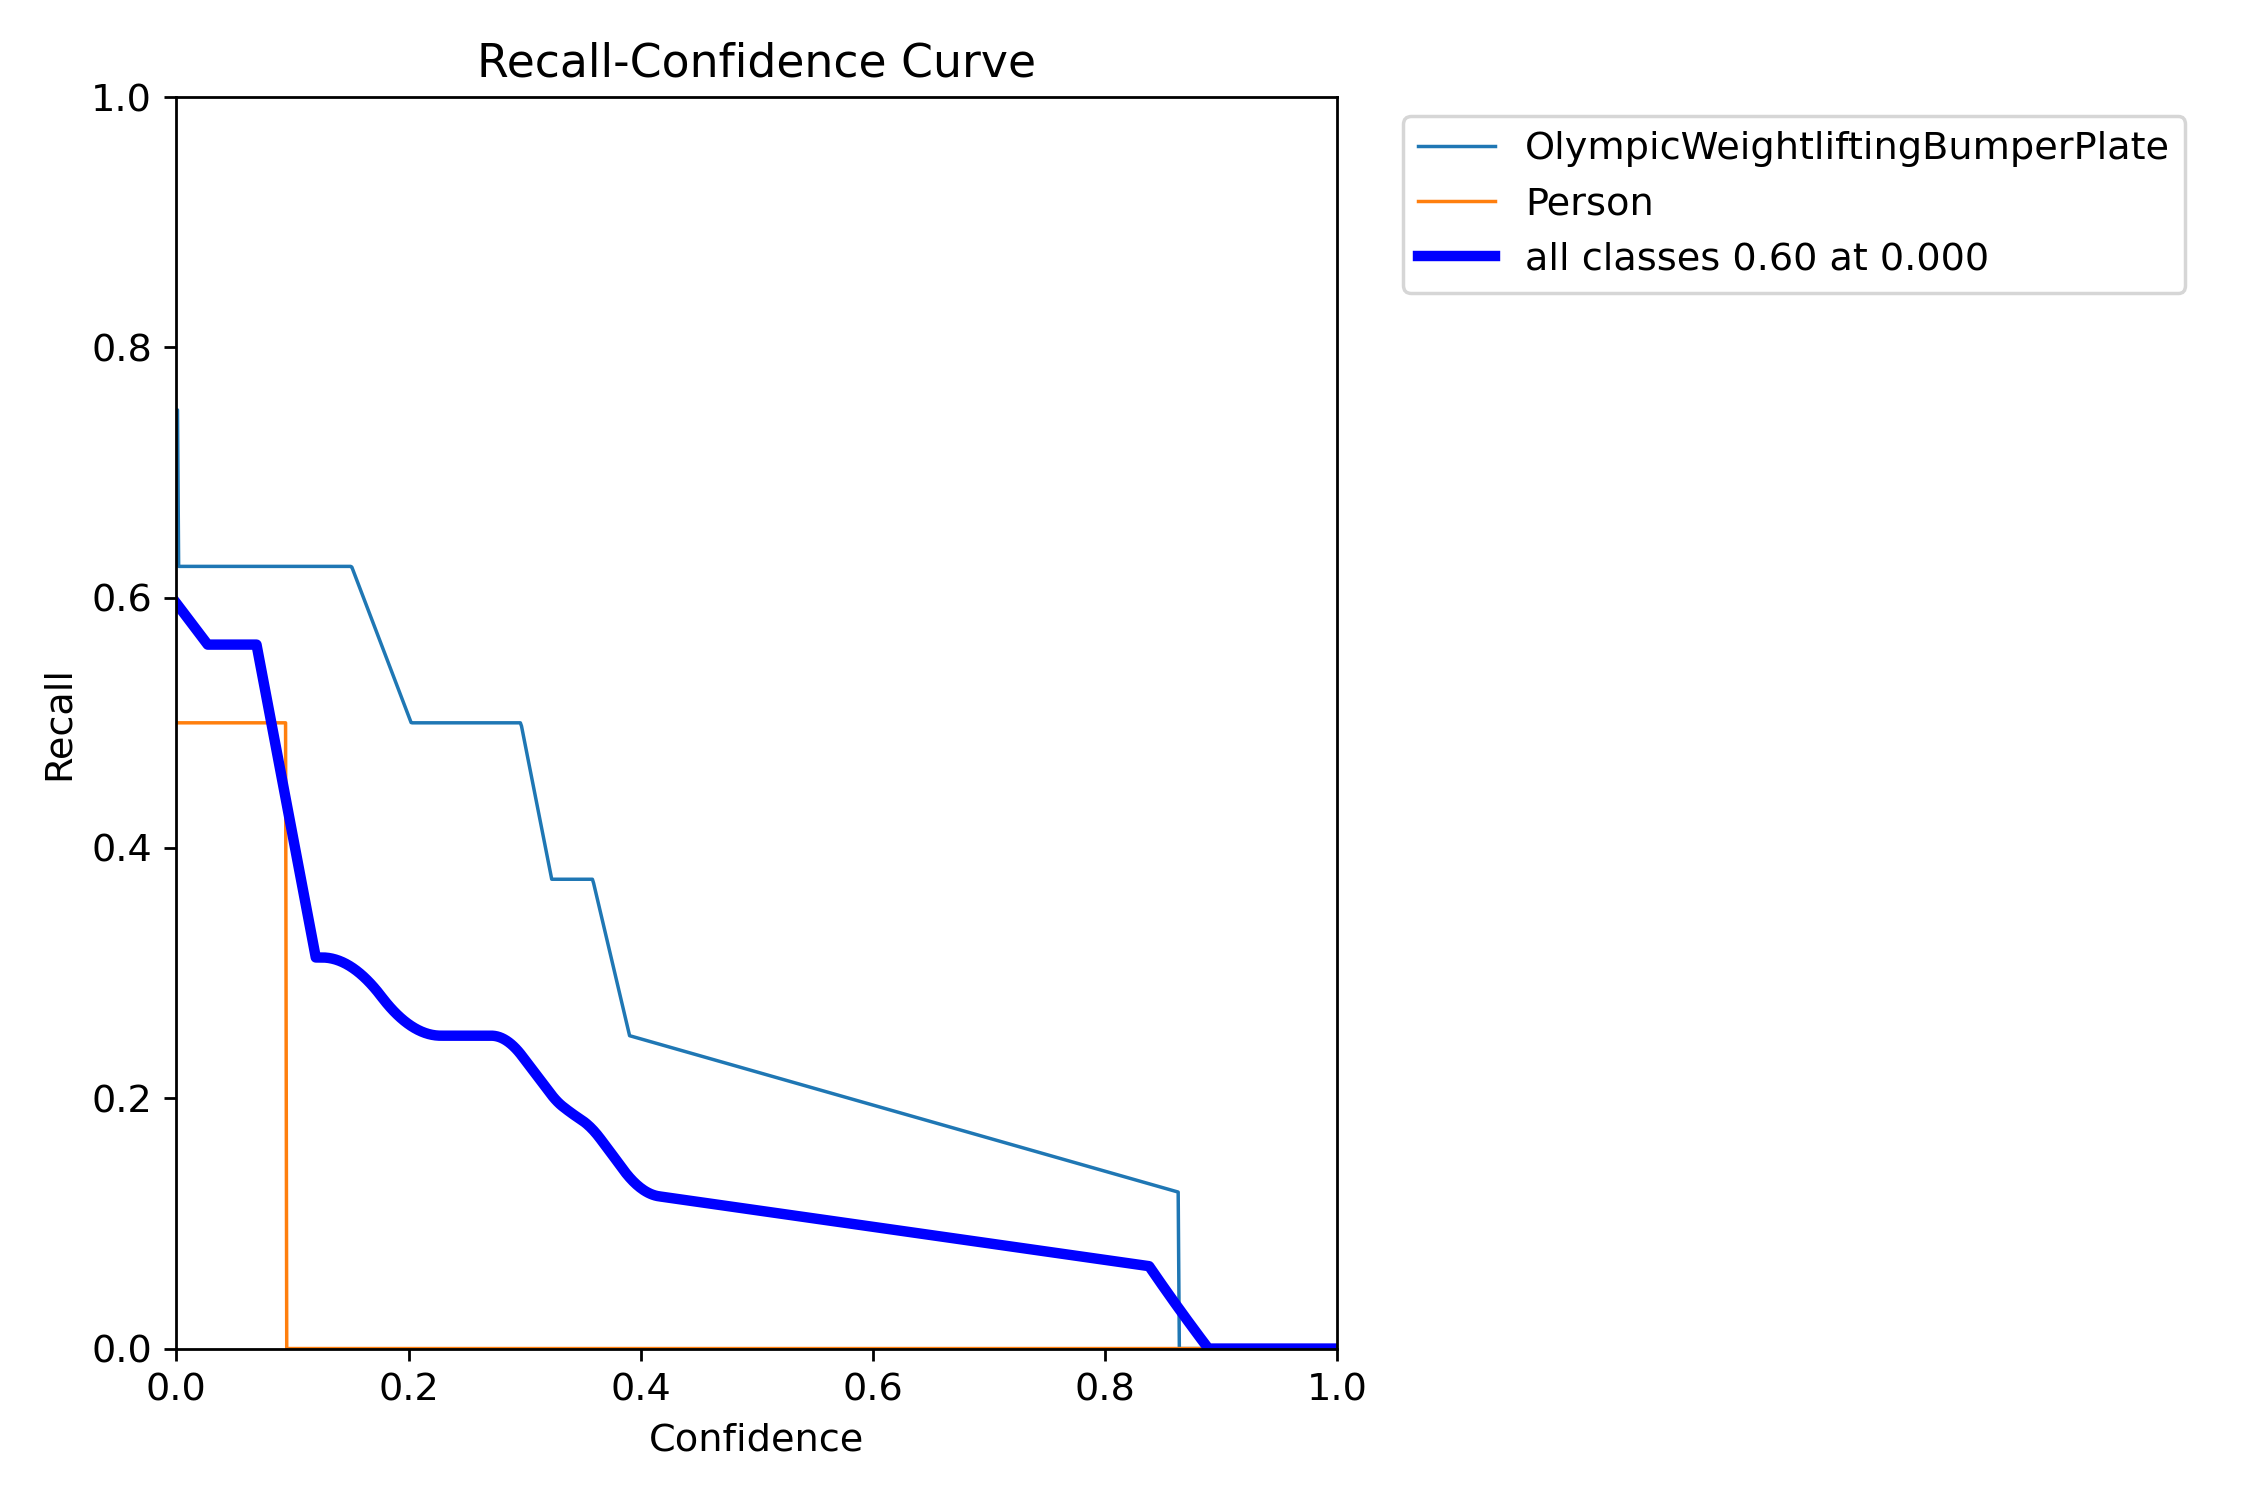 Recall-Confidence Curve
1.0
0.8
0.6
0.4
0.2
0.0
Recall
0.0 0.2 0.4 0.6 0.8 1.0
Confidence
OlympicWeightliftingBumperPlate
Person
all classes 0.60 at 0.000